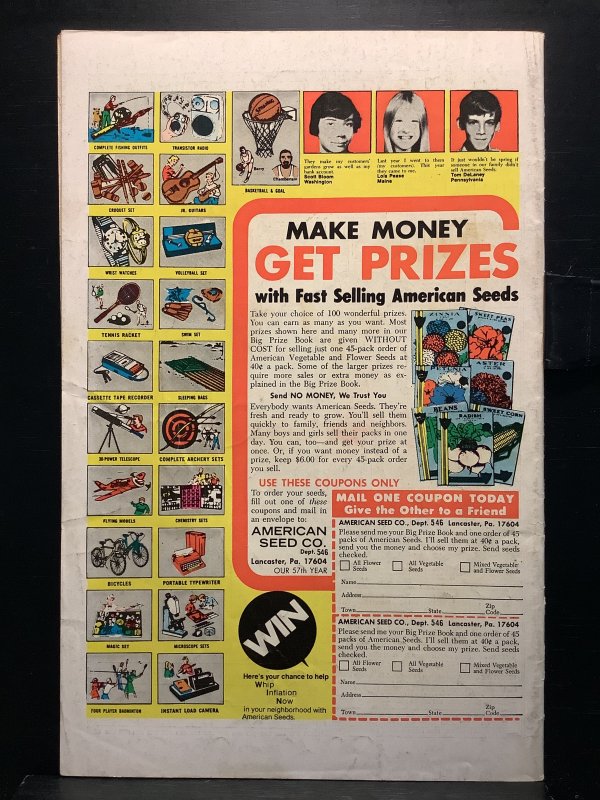 COMPLETE FISHING OUTFITS
TRANSISTOR RADIO
CROQUET SET
JR. GUITARS
WRIST WATCHES
VOLLEYBALL SET
TENNIS RACKET
SWIM SET
CASSETTE TAPE RECORDER
SLEEPING BAGS
30-POWER TELESCOPE
COMPLETE ARCHERY SETS
FLYING MODELS
CHEMISTRY SETS
BICYCLES
PORTABLE TYPEWRITER
MAGIC KIT
MICROSCOPE SETS
FOUR PLAYER BADMINTON
INSTANT LOAD CAMERA
Barry
Chamberlain
BASKETBALL & GOAL
They make my customers'
gardens grow as well as my
bank account.
Scott Bloom
Washington
Last year I went to them
(my customers). This year
they came to me.
Lois Pease
Maine
It just wouldn't be spring if
someone in our family didn't
sell American Seeds.
Tom DeLaney
Pennsylvania
MAKE MONEY
GET PRIZES
with Fast Selling American Seeds
Take your choice of 100 wonderful prizes.
You can earn as many as you want. Most
prizes shown here and many more in our
Big Prize Book are given WITHOUT
COST for selling just one 45-pack order of
American Vegetable and Flower Seeds at
40¢ a pack. Some of the larger prizes re-
quire more sales or extra money as ex-
plained in the Big Prize Book.
Send NO MONEY, We Trust You
Everybody wants American Seeds. They're
fresh and ready to grow. You'll sell them
quickly to family, friends and neighbors.
Many boys and girls sell their packs in one
day. You can, too—and get your prize at
once. Or, if you want money instead of a
prize, keep $6.00 for every 45-pack order
you sell.
ZINNIA
SWEET PEAS
PETUNIA
ASTER
BEANS
RADISH
SWEET CORN
USE THESE COUPONS ONLY
To order your seeds,
fill out one of these
coupons and mail in
an envelope to:
AMERICAN
SEED CO.
Dept. 546
Lancaster, Pa. 17604
OUR 57th YEAR
MAIL ONE COUPON TODAY
Give the Other to a Friend
AMERICAN SEED CO., Dept. 546 Lancaster, Pa. 17604
Please send me your Big Prize Book and one order of 45
packs of American Seeds. I'll sell them at 40¢ a pack,
send you the money and choose my prize. Send seeds
checked.
All Flower Seeds
All Vegetable Seeds
Mixed Vegetable and Flower Seeds
Name
Address
Town State Zip Code
AMERICAN SEED CO., Dept. 546 Lancaster, Pa. 17604
Please send me your Big Prize Book and one order of 45
packs of American Seeds. I'll sell them at 40¢ a pack,
send you the money and choose my prize. Send seeds
checked.
All Flower Seeds
All Vegetable Seeds
Mixed Vegetable and Flower Seeds
Name
Address
Town State Zip Code
WIN
Here's your chance to help
Whip
Inflation
Now
in your neighborhood with
American Seeds.